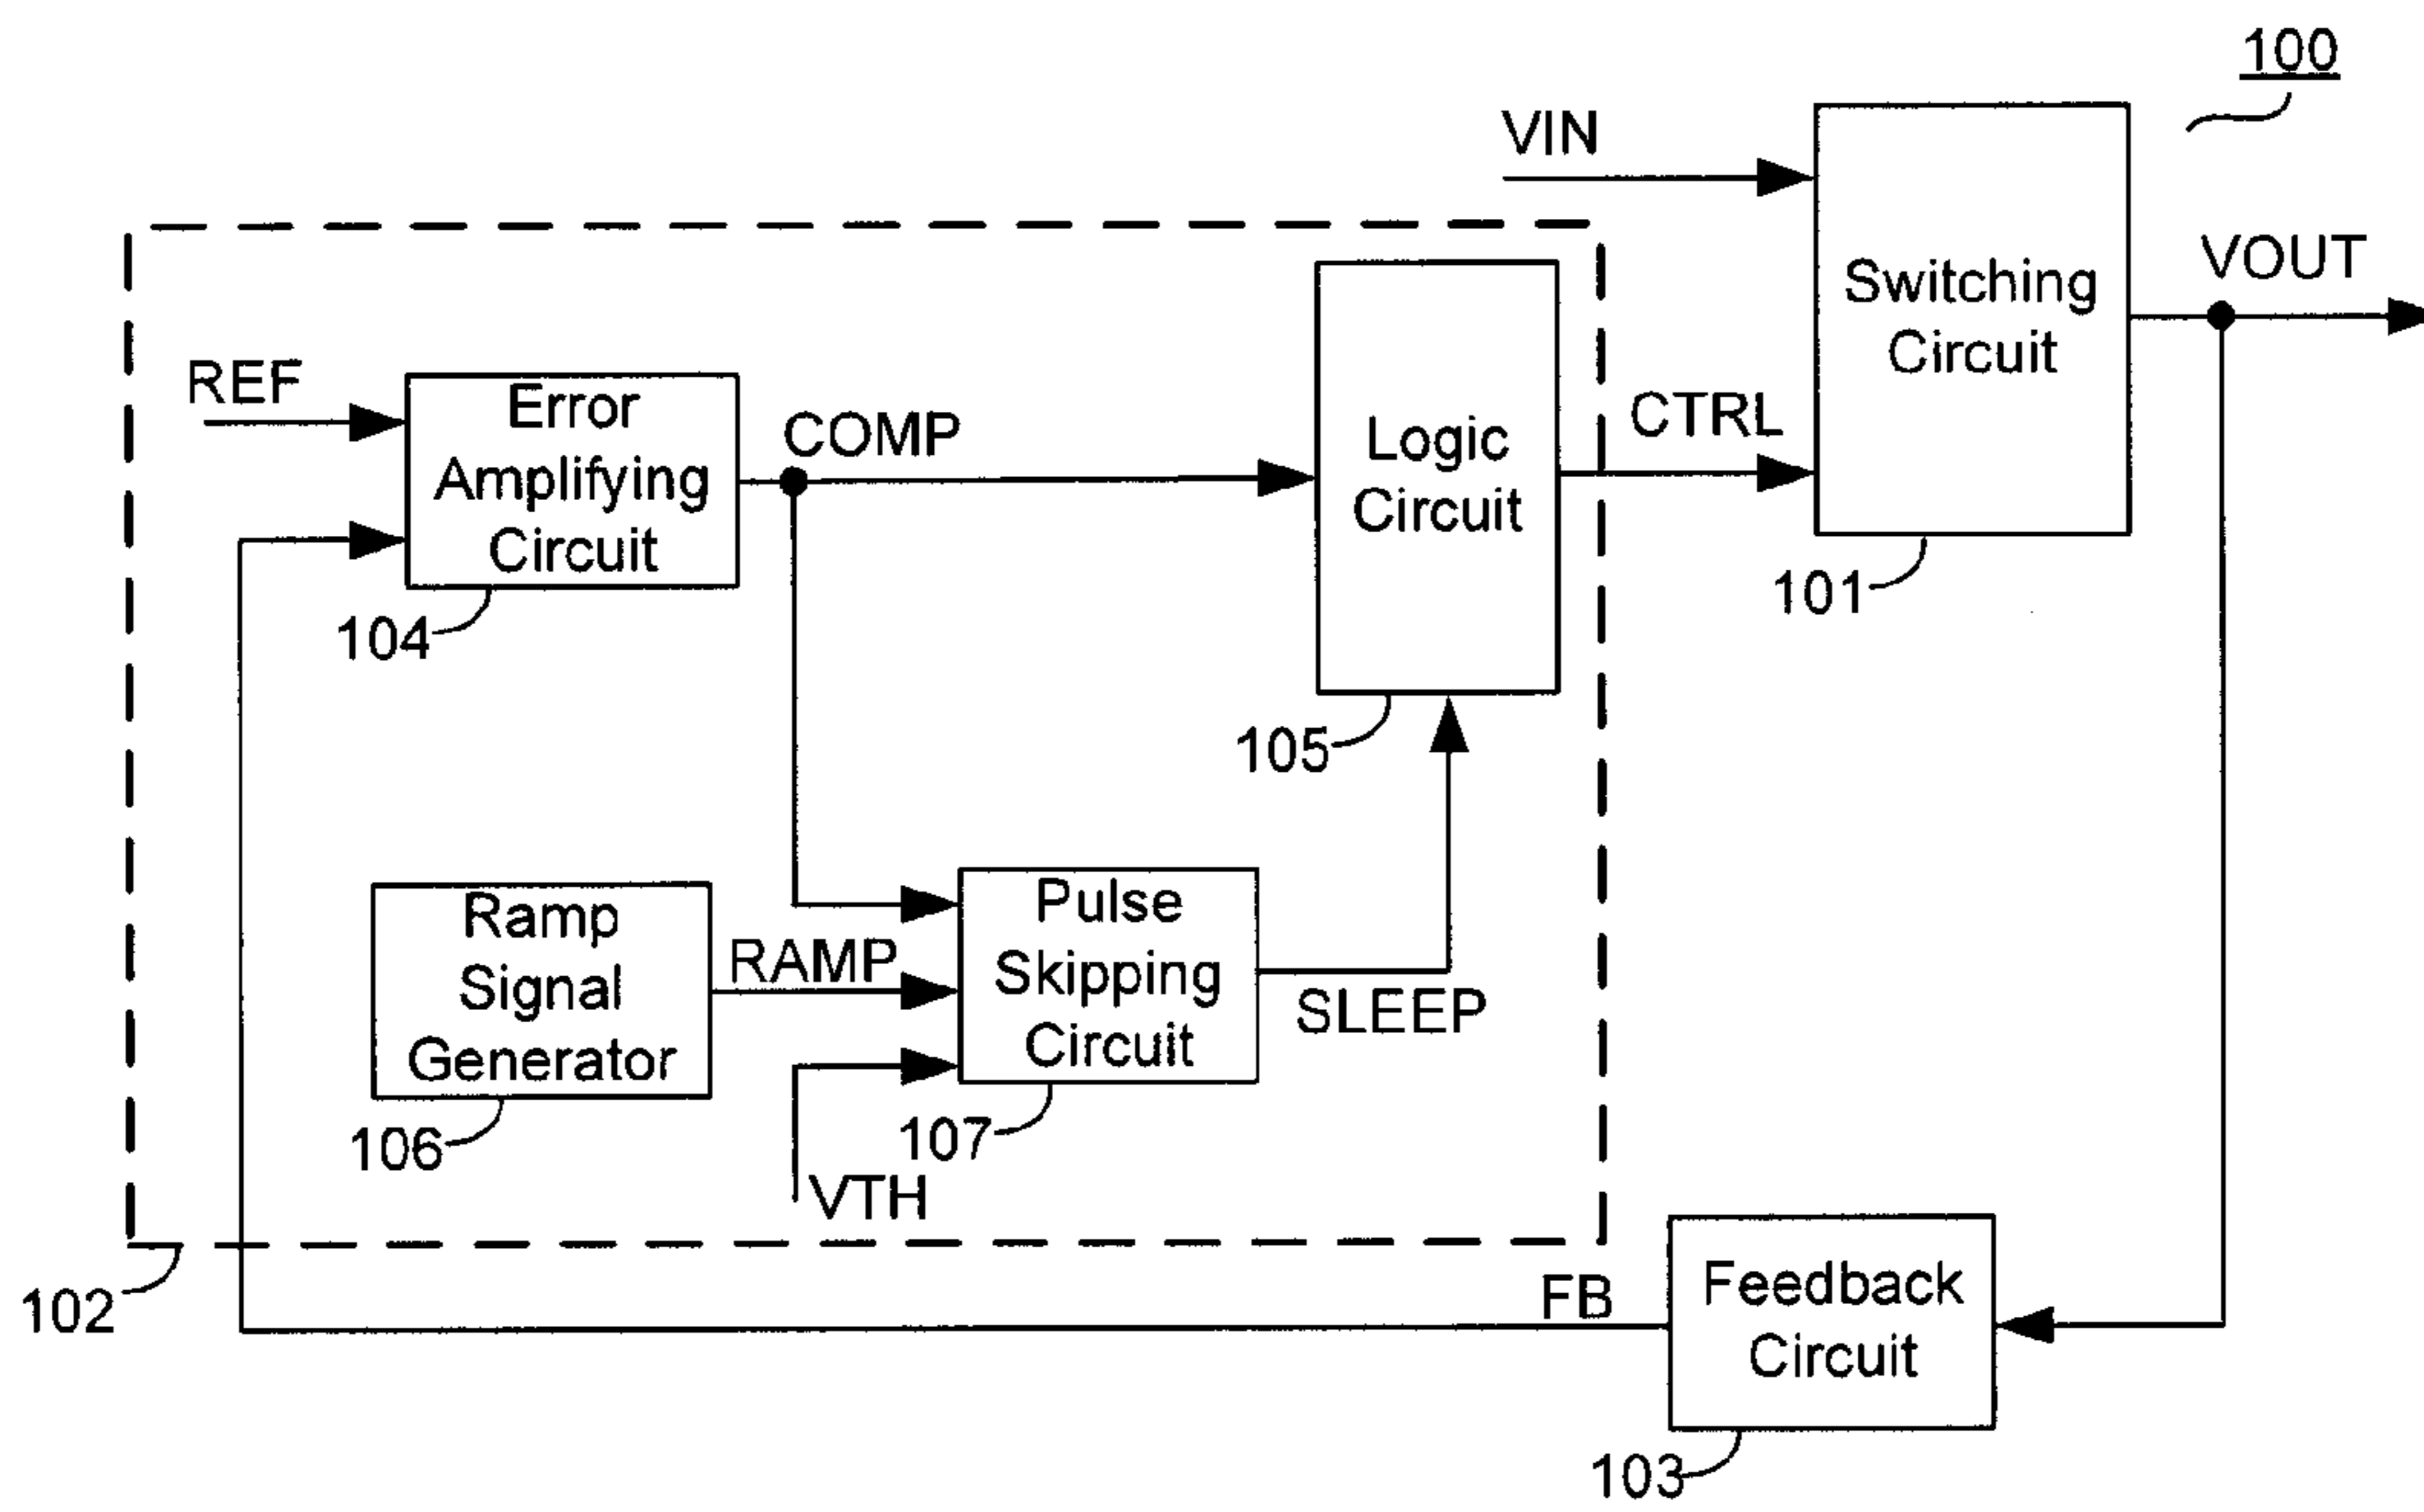 100
VIN
Switching
Circuit
VOUT
REF
Error
Amplifying
Circuit
COMP
Logic
Circuit
CTRL
101
104
105
Ramp
Signal
Generator
RAMP
Pulse
Skipping
Circuit
SLEEP
106
107
VTH
102
FB
Feedback
Circuit
103